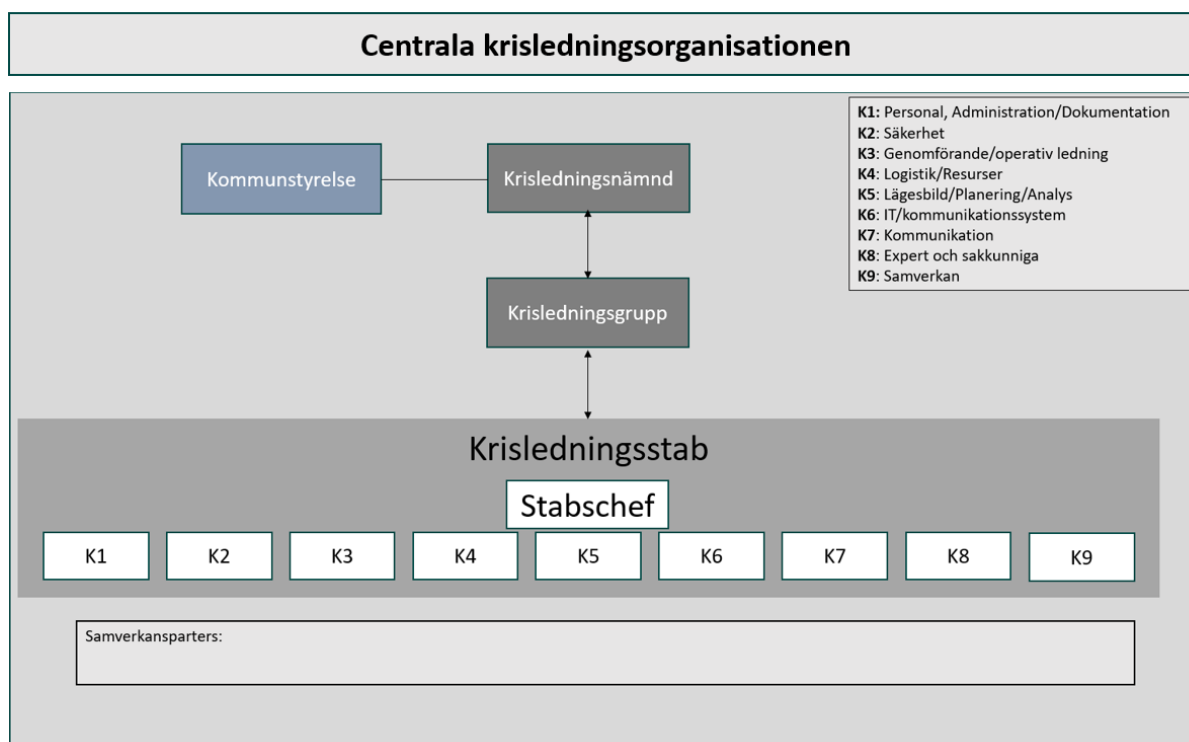 Centrala krisledningsorganisationen
K1: Personal, Administration/Dokumentation
K2: Säkerhet
K3: Genomförande/operativ ledning
K4: Logistik/Resurser
K5: Lägesbild/Planering/Analys
K6: IT/kommunikationssystem
K7: Kommunikation
K8: Expert och sakkunniga
K9: Samverkan
Kommunstyrelse
Krisledningsnämnd
Krisledningsgrupp
Krisledningsstab
Stabschef
K1
K2
K3
K4
K5
K6
K7
K8
K9
Samverkansparters: